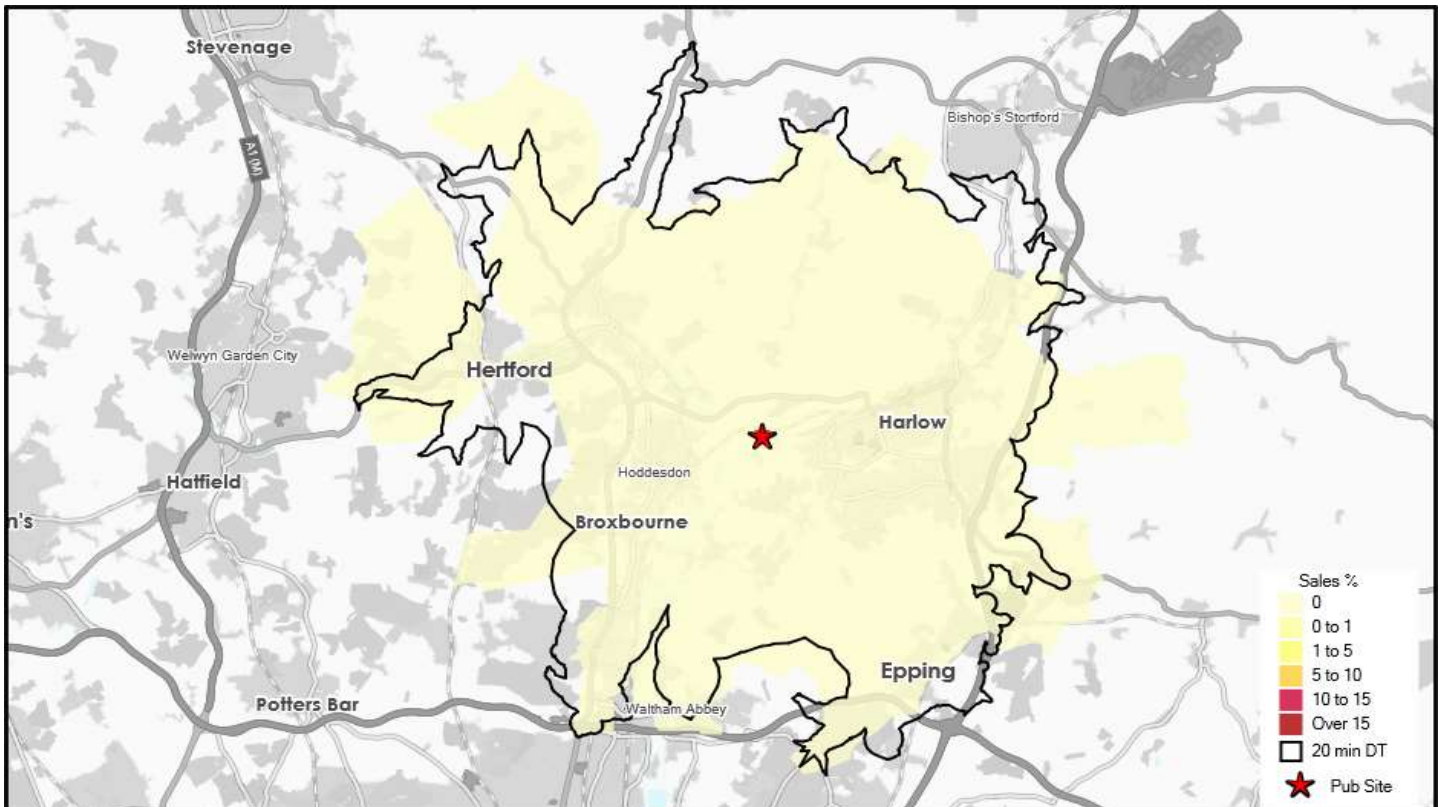 Stevenage
A1 (M)
Bishop's Stortford
Welwyn Garden City
Hertford
Harlow
Hoddesdon
Hatfield
n's
Broxbourne
Epping
Potters Bar
Waltham Abbey
Sales %
0
0 to 1
1 to 5
5 to 10
10 to 15
Over 15
20 min DT
Pub Site